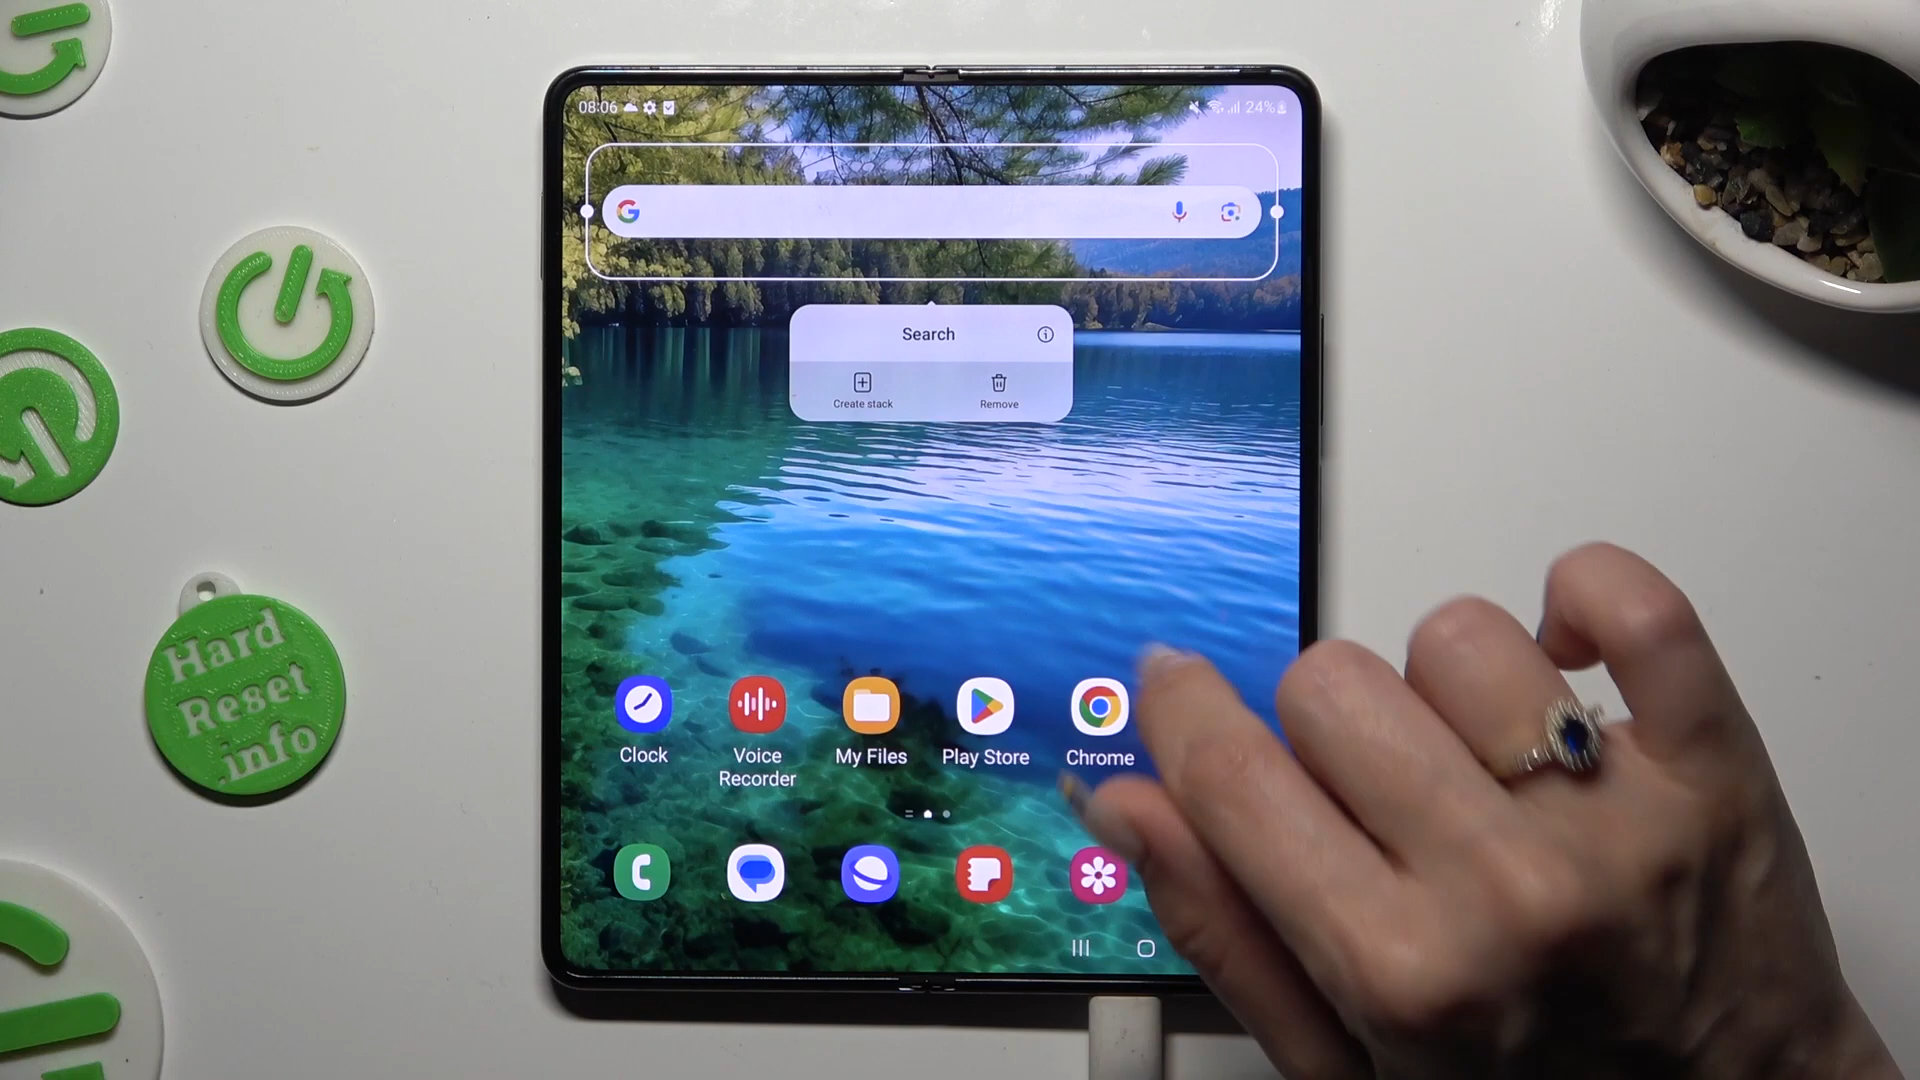 08:06
24%
G
Search
Create stack
Remove
Clock
Voice
Recorder
My Files
Play Store
Chrome
Hard
Reset
.info